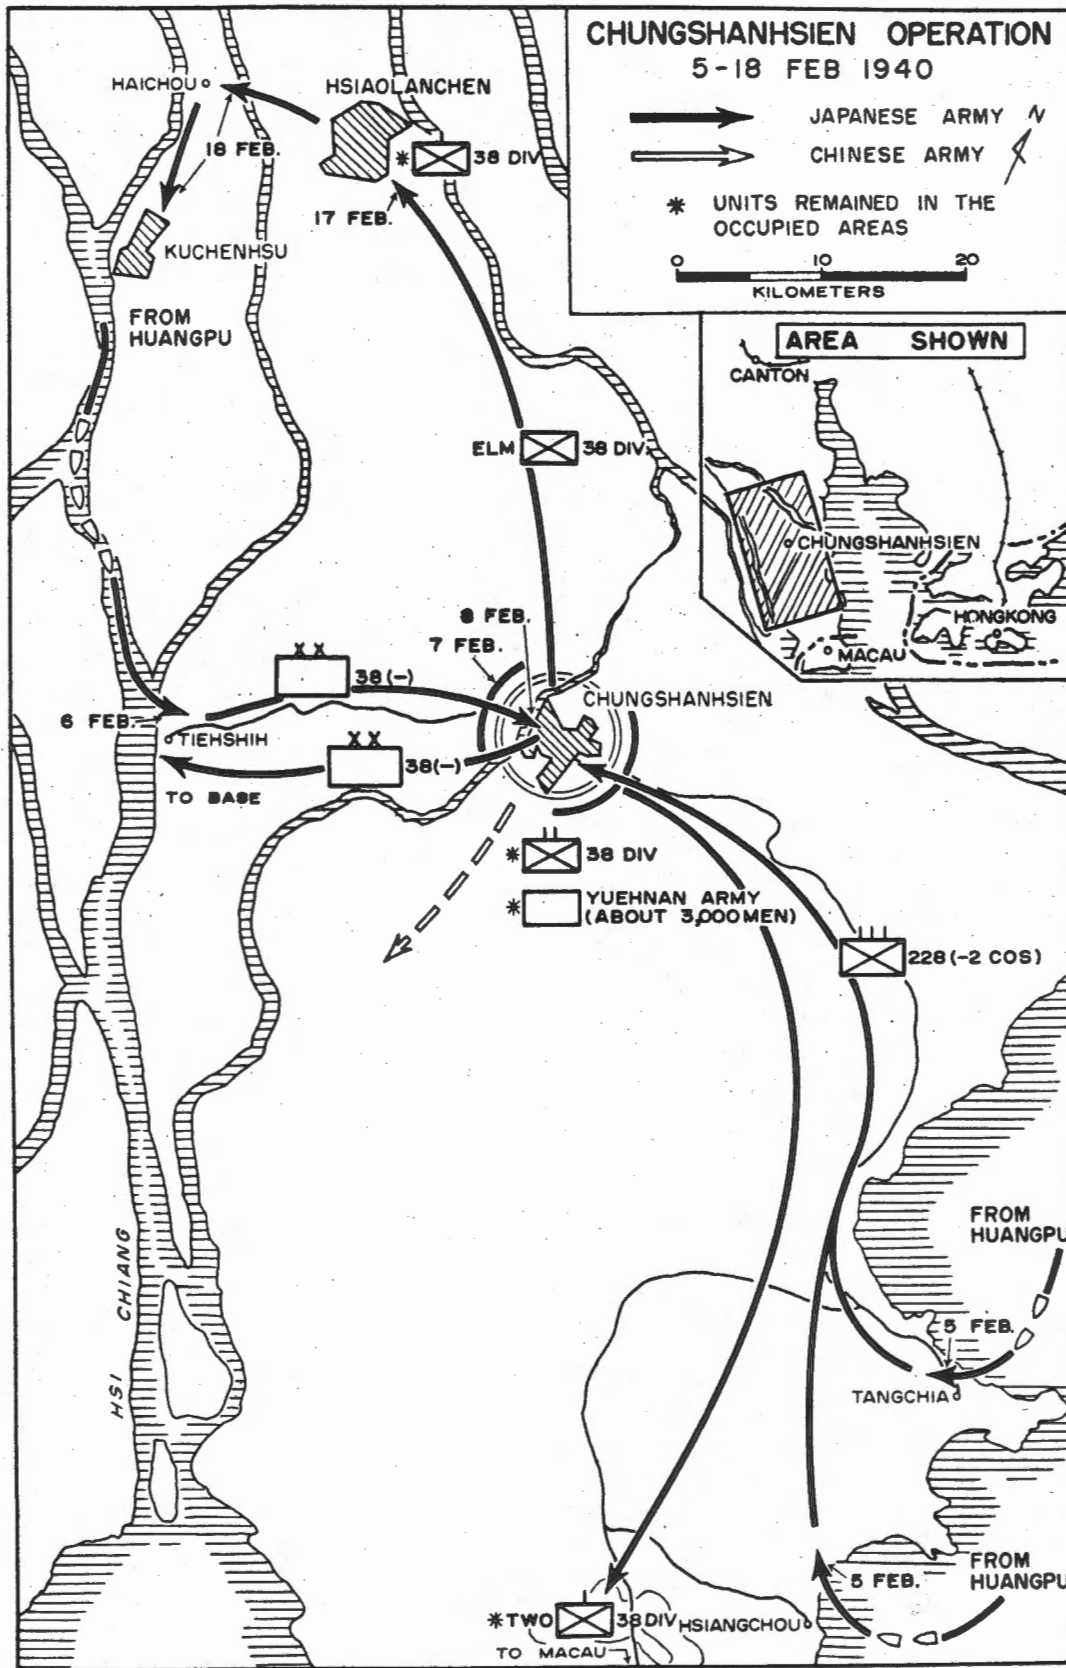 CHUNGSHANHSIEN OPERATION
5-18 FEB 1940
JAPANESE ARMY
N
CHINESE ARMY
* UNITS REMAINED IN THE
OCCUPIED AREAS
0 10 20
KILOMETERS
AREA SHOWN
CANTON
CHUNGSHANHSIEN
HONGKONG
MACAU
HAICHOU
HSIAOLANCHEN
18 FEB.
* 38 DIV
17 FEB.
KUCHENHSU
FROM
HUANGPU
ELM 38 DIV.
8 FEB.
7 FEB.
CHUNGSHANHSIEN
38(-)
6 FEB.
TIEHSHIH
38(-)
TO BASE
* 38 DIV
* YUEHNAN ARMY
(ABOUT 3,000 MEN)
228(-2 COS)
HSI CHIANG
FROM
HUANGPU
5 FEB.
TANGCHIA
FROM
HUANGPU
5 FEB.
*TWO 38 DIV
HSIANGCHOU
TO MACAU